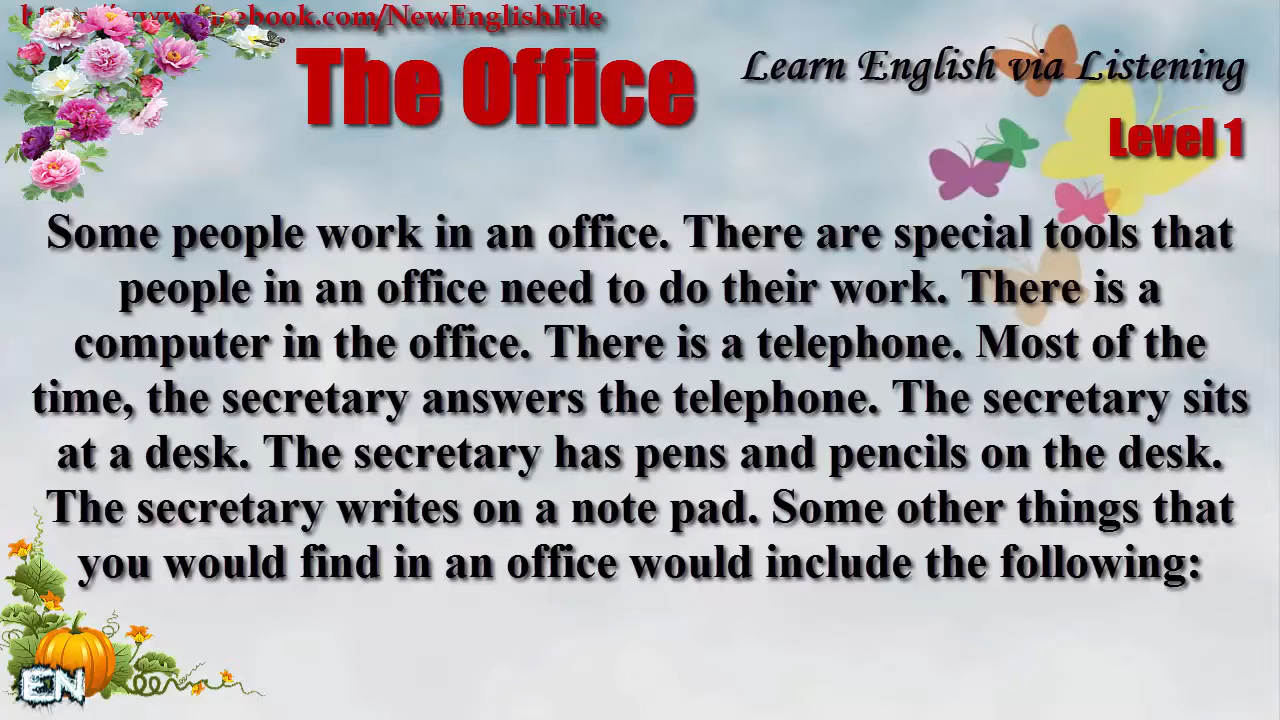 www.facebook.com/NewEnglishFile
The Office
Learn English via Listening
Level 1
Some people work in an office. There are special tools that
people in an office need to do their work. There is a
computer in the office. There is a telephone. Most of the
time, the secretary answers the telephone. The secretary sits
at a desk. The secretary has pens and pencils on the desk.
The secretary writes on a note pad. Some other things that
you would find in an office would include the following:
EN